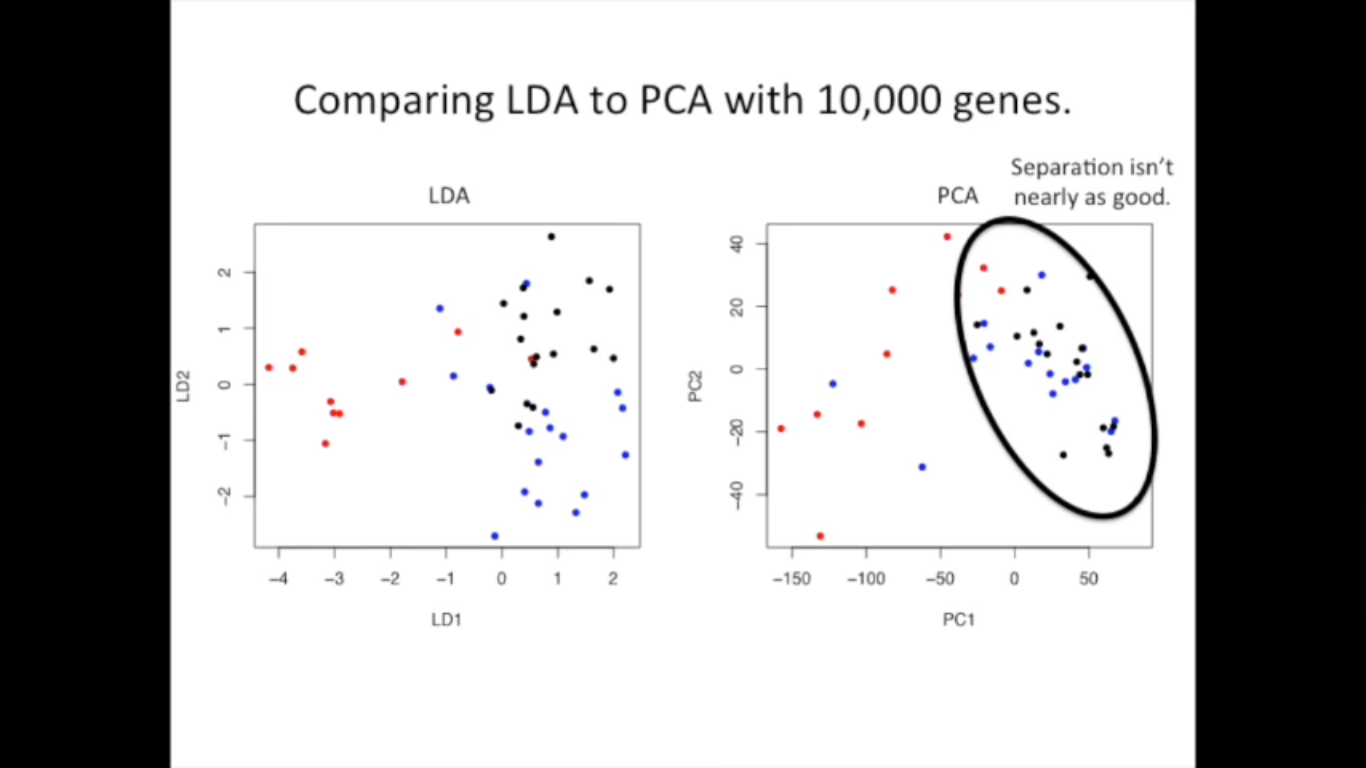 Comparing LDA to PCA with 10,000 genes.
Separation isn't
nearly as good.
LDA
PCA
2
1
0
−1
−2
LD2
−4 −3 −2 −1 0 1 2
LD1
40
20
0
−20
−40
PC2
−150 −100 −50 0 50
PC1